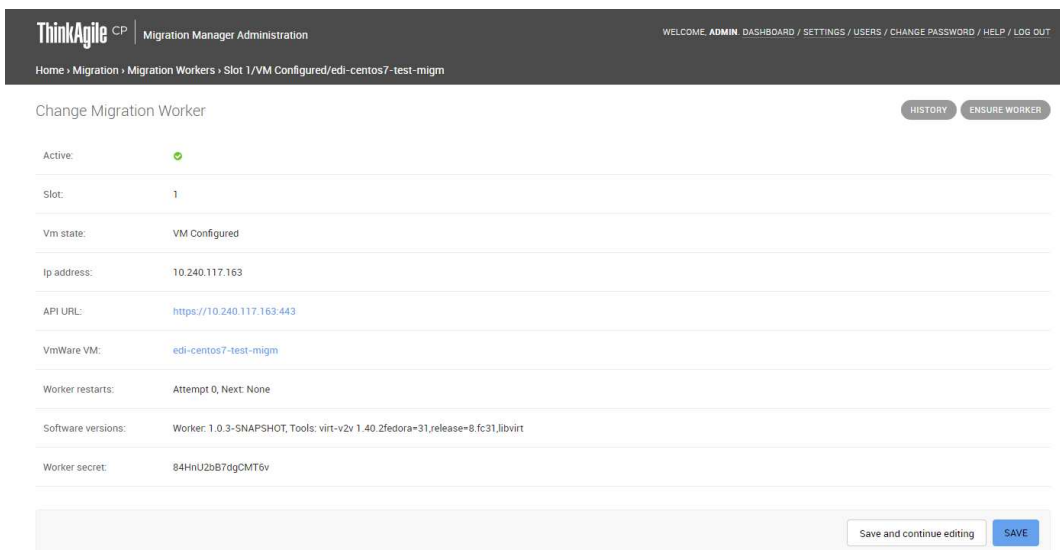 ThinkAgile CP Migration Manager Administration
WELCOME, ADMIN. DASHBOARD / SETTINGS / USERS / CHANGE PASSWORD / HELP / LOG OUT
Home › Migration › Migration Workers › Slot 1/VM Configured/edi-centos7-test-migm
Change Migration Worker
HISTORY ENSURE WORKER
Active:
Slot: 1
Vm state: VM Configured
Ip address: 10.240.117.163
API URL: https://10.240.117.163:443
VmWare VM: edi-centos7-test-migm
Worker restarts: Attempt 0, Next: None
Software versions: Worker: 1.0.3-SNAPSHOT, Tools: virt-v2v 1.40.2fedora=31,release=8.fc31,libvirt
Worker secret: 84HnU2bB7dgCMT6v
Save and continue editing SAVE